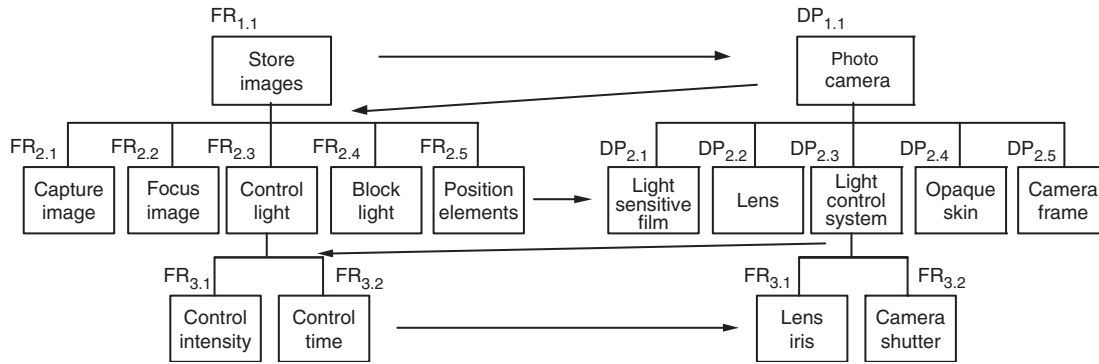 FR1.1
DP1.1
Store
images
Photo
camera
FR2.1
FR2.2
FR2.3
FR2.4
FR2.5
DP2.1
DP2.2
DP2.3
DP2.4
DP2.5
Capture
image
Focus
image
Control
light
Block
light
Position
elements
Light
sensitive
film
Lens
Light
control
system
Opaque
skin
Camera
frame
FR3.1
FR3.2
FR3.1
FR3.2
Control
intensity
Control
time
Lens
iris
Camera
shutter